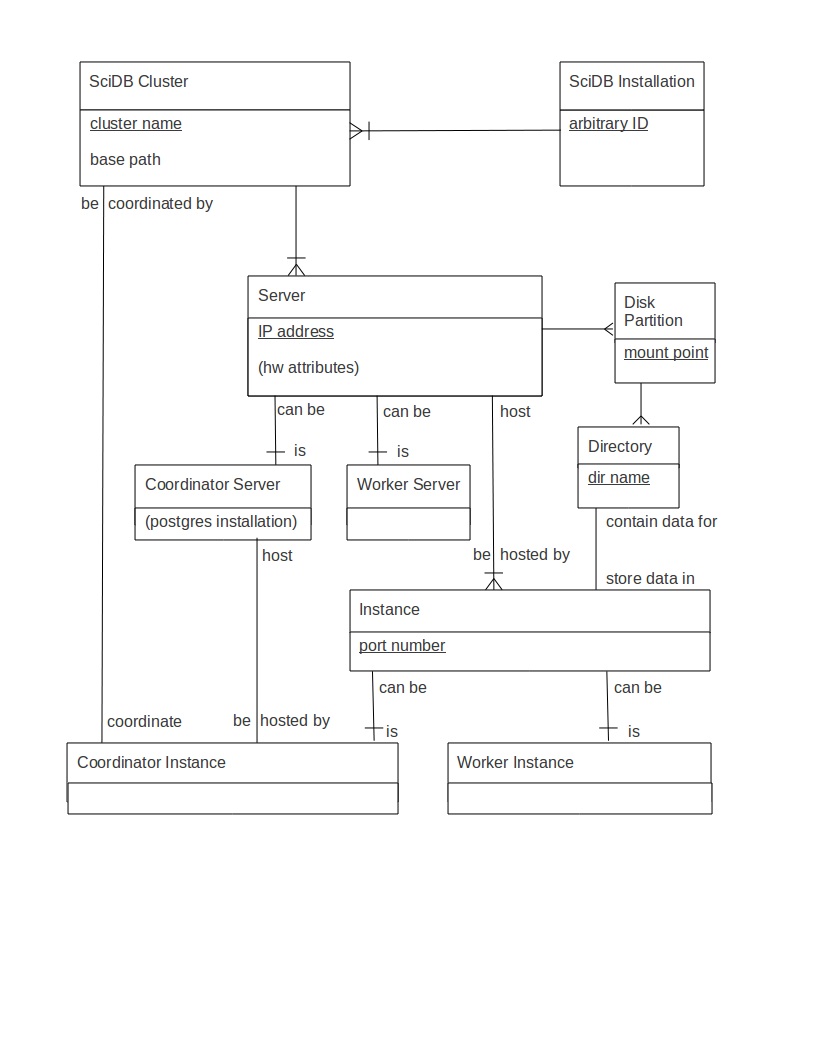 SciDB Cluster
SciDB Installation
cluster name
arbitrary ID
base path
be coordinated by
Server
Disk
Partition
IP address
mount point
(hw attributes)
can be
can be
host
Directory
is
is
dir name
Coordinator Server
Worker Server
(postgres installation)
contain data for
host
be hosted by
store data in
Instance
port number
can be
can be
coordinate
be hosted by
is
is
Coordinator Instance
Worker Instance